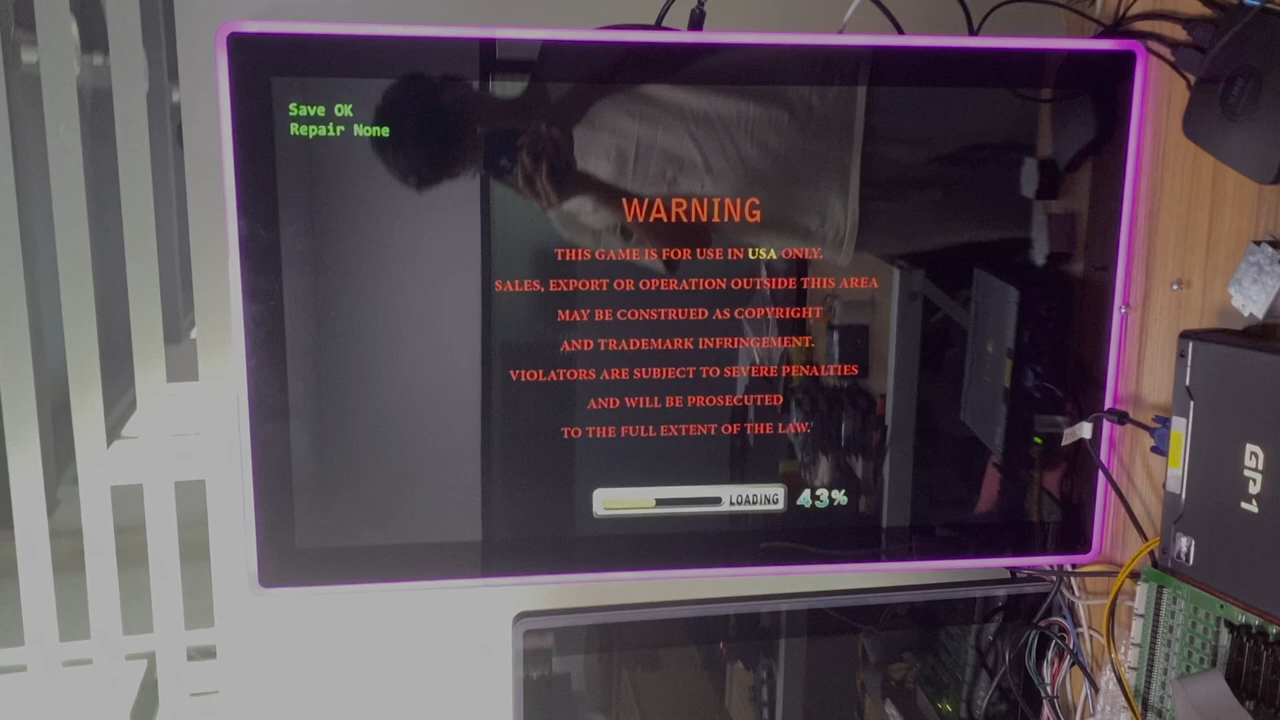 Save OK
Repair None
WARNING
THIS GAME IS FOR USE IN USA ONLY.
SALES, EXPORT OR OPERATION OUTSIDE THIS AREA
MAY BE CONSTRUED AS COPYRIGHT
AND TRADEMARK INFRINGEMENT.
VIOLATORS ARE SUBJECT TO SEVERE PENALTIES
AND WILL BE PROSECUTED
TO THE FULL EXTENT OF THE LAW.
LOADING 43%
GP1